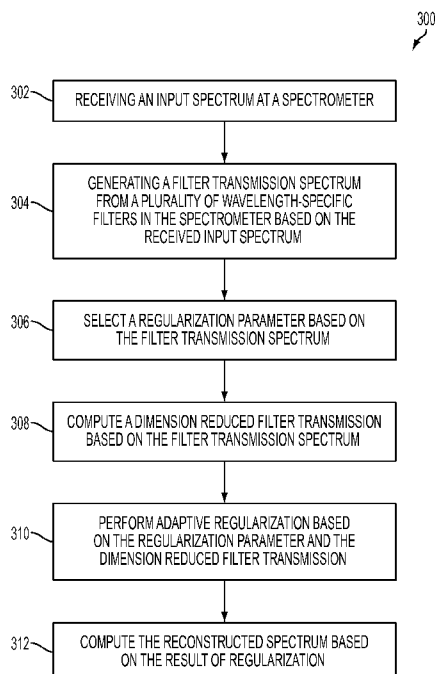 300
302
RECEIVING AN INPUT SPECTRUM AT A SPECTROMETER
304
GENERATING A FILTER TRANSMISSION SPECTRUM
FROM A PLURALITY OF WAVELENGTH-SPECIFIC
FILTERS IN THE SPECTROMETER BASED ON THE
RECEIVED INPUT SPECTRUM
306
SELECT A REGULARIZATION PARAMETER BASED ON
THE FILTER TRANSMISSION SPECTRUM
308
COMPUTE A DIMENSION REDUCED FILTER TRANSMISSION
BASED ON THE FILTER TRANSMISSION SPECTRUM
310
PERFORM ADAPTIVE REGULARIZATION BASED
ON THE REGULARIZATION PARAMETER AND THE
DIMENSION REDUCED FILTER TRANSMISSION
312
COMPUTE THE RECONSTRUCTED SPECTRUM BASED
ON THE RESULT OF REGULARIZATION